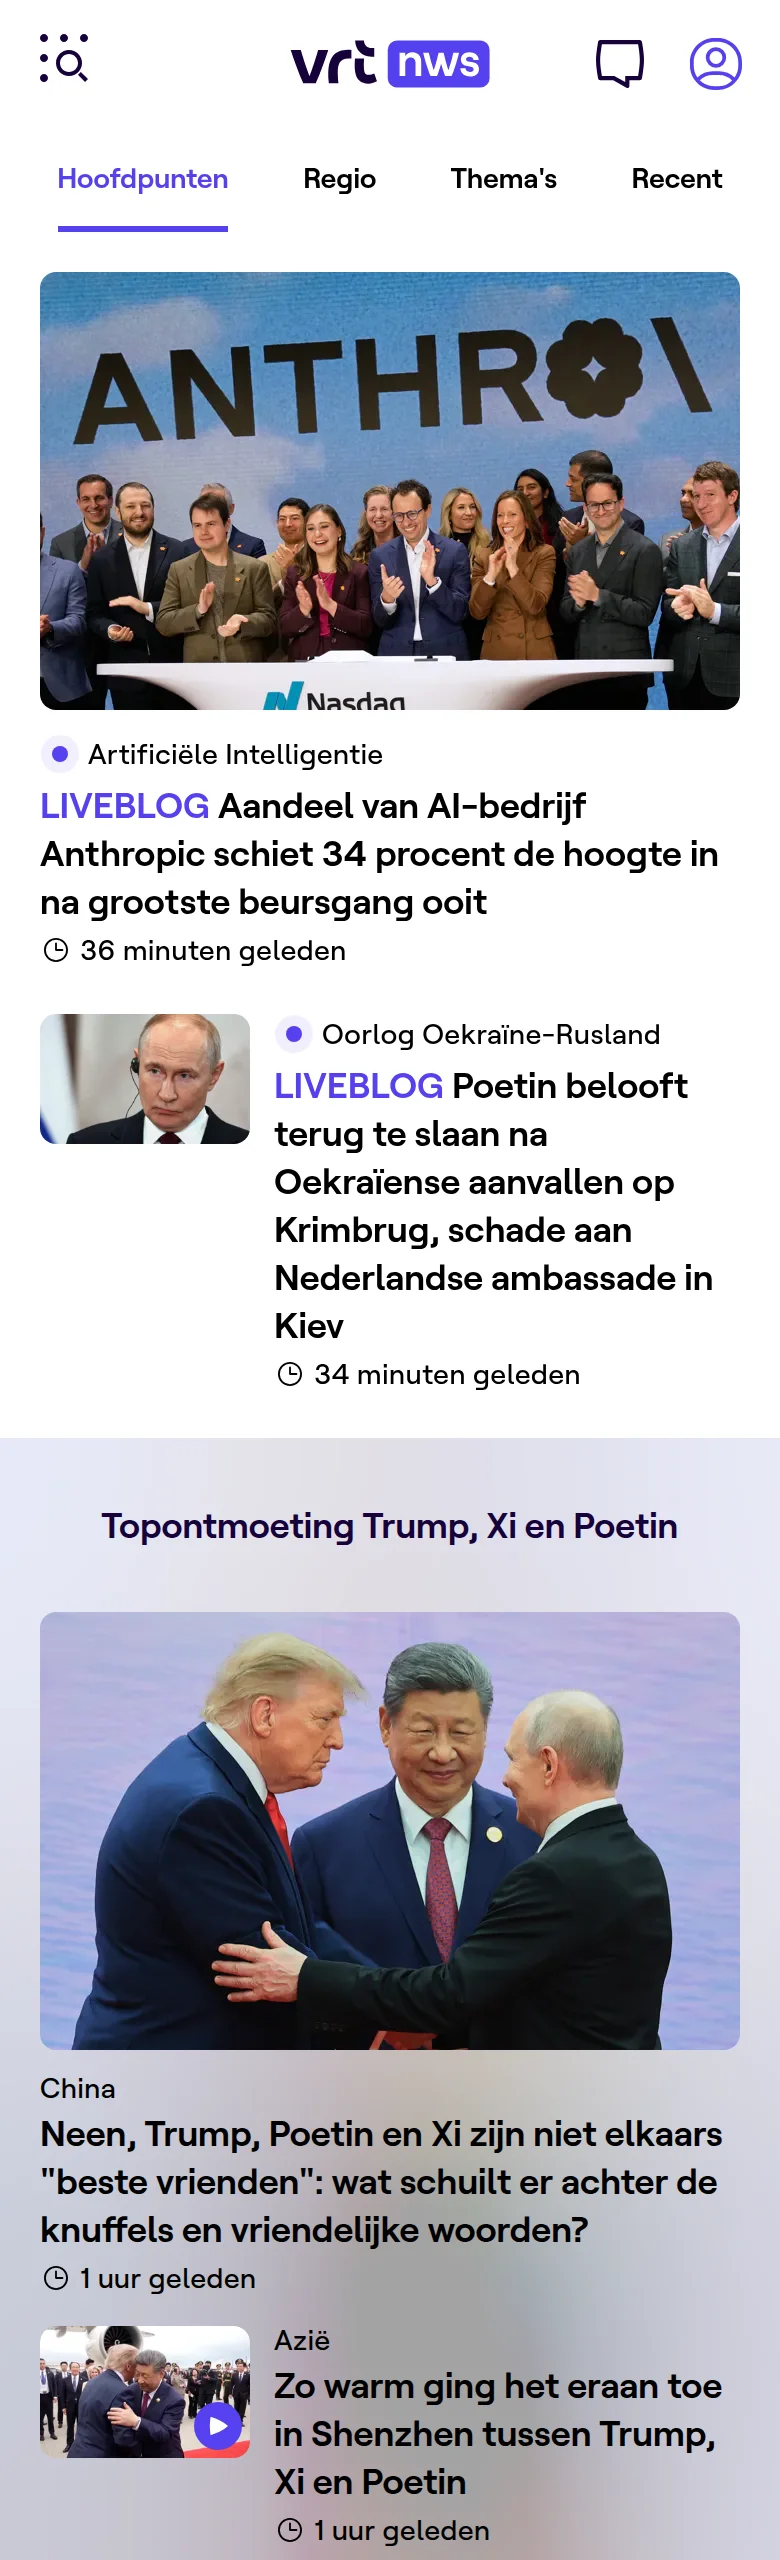 vrt nws
Hoofdpunten Regio Thema's Recent
ANTHRO\
Nasdaq
Artificiële Intelligentie
LIVEBLOG Aandeel van AI-bedrijf
Anthropic schiet 34 procent de hoogte in
na grootste beursgang ooit
36 minuten geleden
Oorlog Oekraïne-Rusland
LIVEBLOG Poetin belooft
terug te slaan na
Oekraïense aanvallen op
Krimbrug, schade aan
Nederlandse ambassade in
Kiev
34 minuten geleden
Topontmoeting Trump, Xi en Poetin
China
Neen, Trump, Poetin en Xi zijn niet elkaars
"beste vrienden": wat schuilt er achter de
knuffels en vriendelijke woorden?
1 uur geleden
Azië
Zo warm ging het eraan toe
in Shenzhen tussen Trump,
Xi en Poetin
1 uur geleden